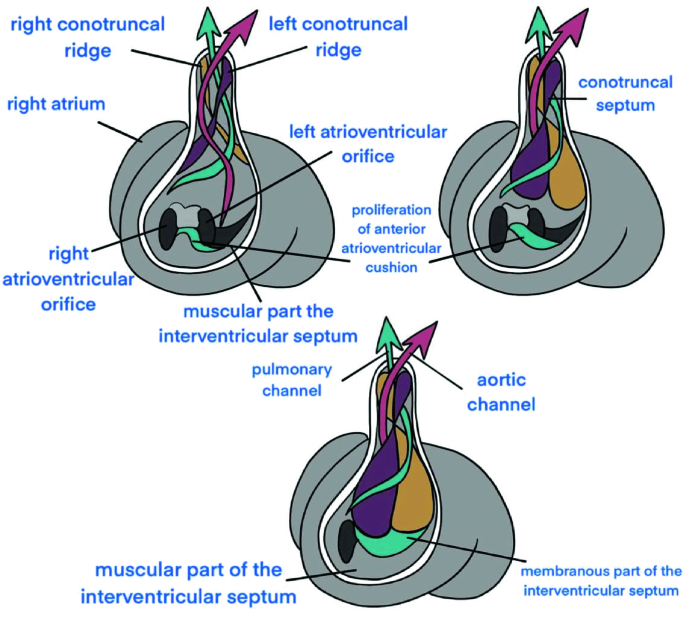 right conotruncal
ridge
left conotruncal
ridge
right atrium
left atrioventricular
orifice
conotruncal
septum
proliferation
of anterior
atrioventricular
cushion
right
atrioventricular
orifice
muscular part the
interventricular septum
pulmonary
channel
aortic
channel
muscular part of the
interventricular septum
membranous part of the
interventricular septum